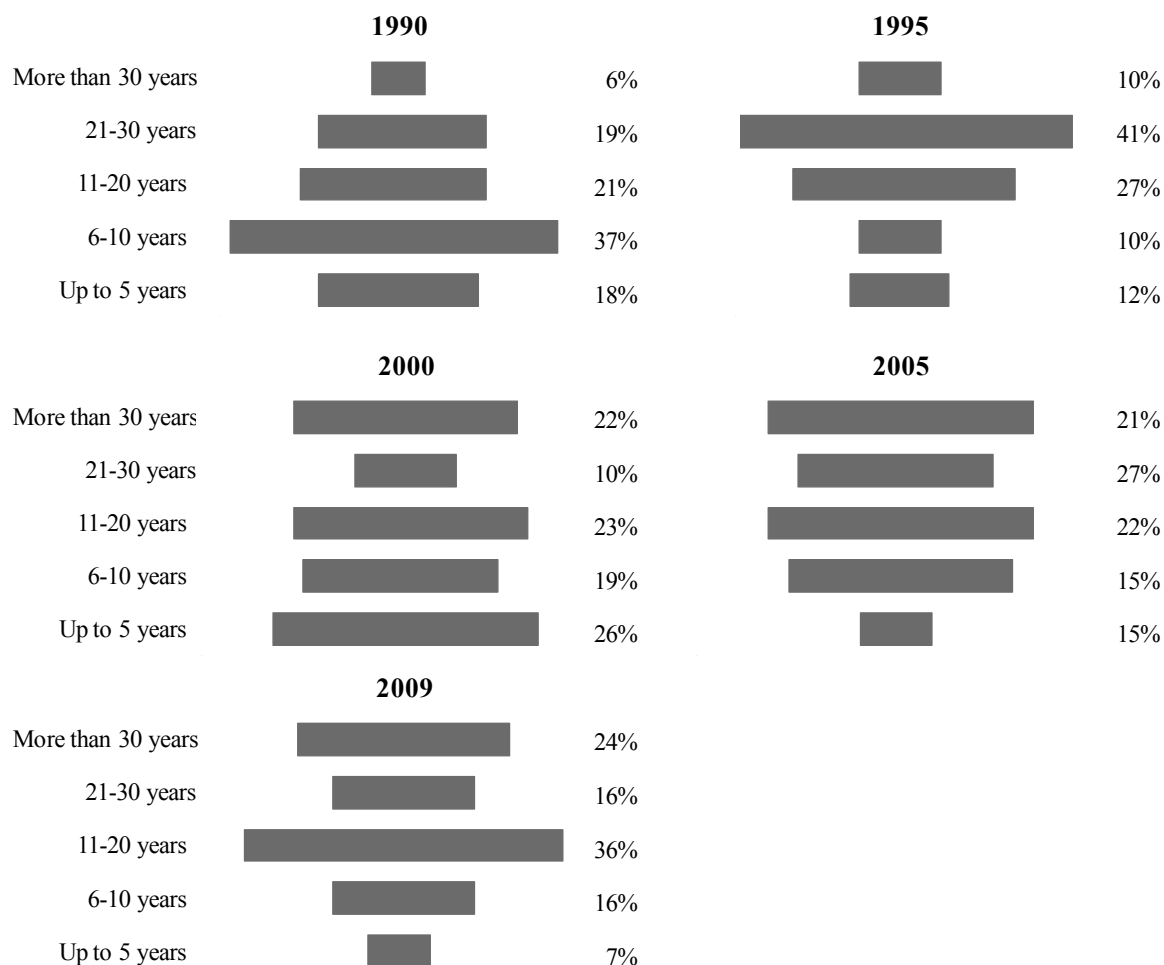 1990 1995
More than 30 years 6% 10%
21-30 years 19% 41%
11-20 years 21% 27%
6-10 years 37% 10%
Up to 5 years 18% 12%
2000 2005
More than 30 years 22% 21%
21-30 years 10% 27%
11-20 years 23% 22%
6-10 years 19% 15%
Up to 5 years 26% 15%
2009
More than 30 years 24%
21-30 years 16%
11-20 years 36%
6-10 years 16%
Up to 5 years 7%